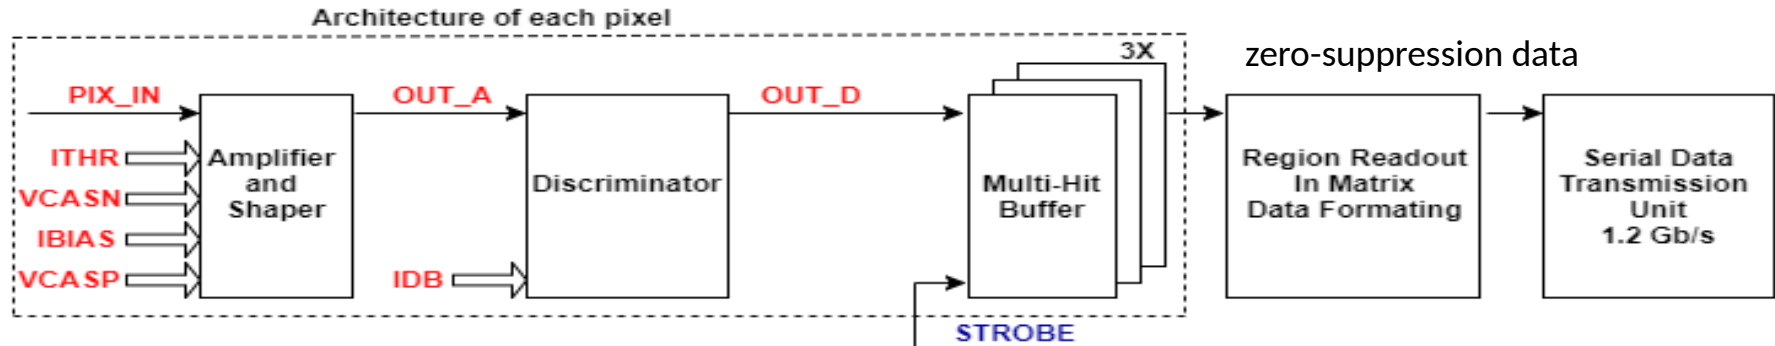 Architecture of each pixel
3X
zero-suppression data
PIX_IN
OUT_A
OUT_D
ITHR
VCASN
IBIAS
VCASP
Amplifier
and
Shaper
IDB
Discriminator
Multi-Hit
Buffer
STROBE
Region Readout
In Matrix
Data Formating
Serial Data
Transmission
Unit
1.2 Gb/s